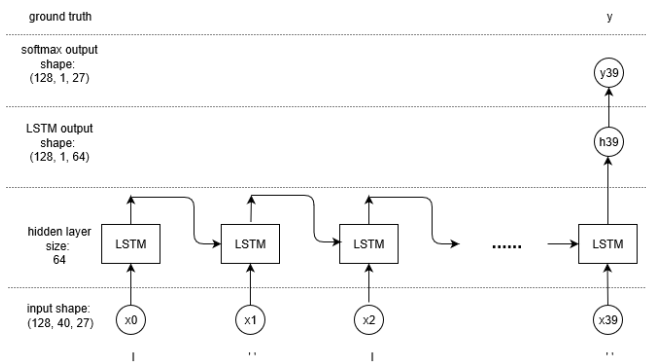 ground truth
y
softmax output
shape:
(128, 1, 27)
y39
LSTM output
shape:
(128, 1, 64)
h39
hidden layer
size:
64
LSTM
LSTM
LSTM
......
LSTM
input shape:
(128, 40, 27)
x0
x1
x2
x39
I
' '
I
' '